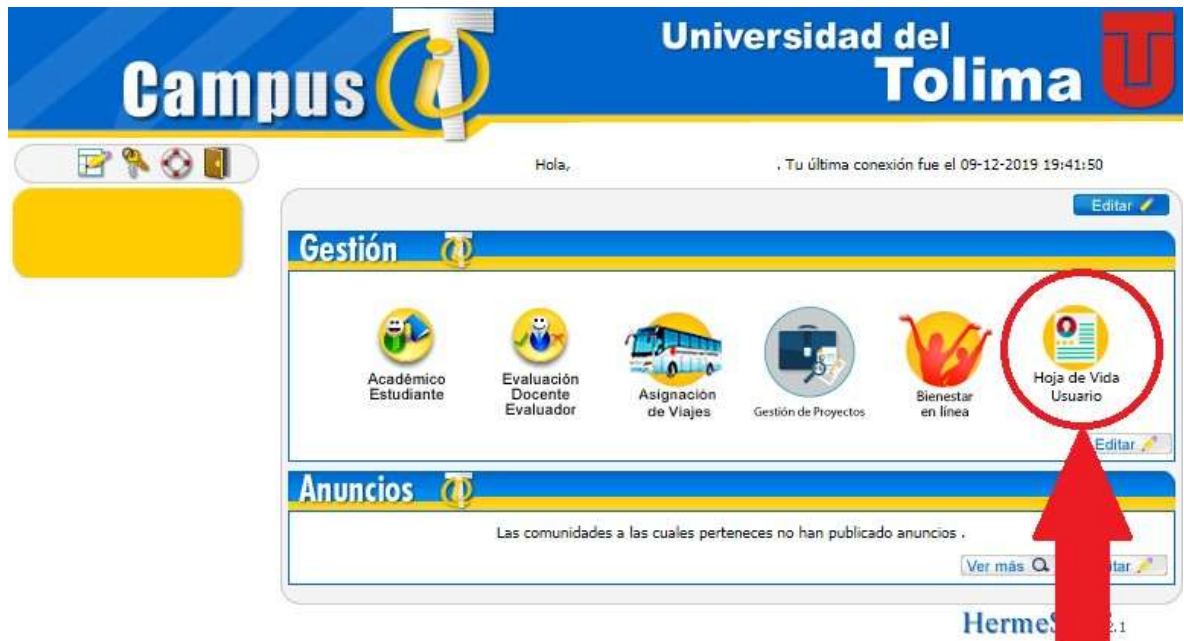 Campus iT
Universidad del
Tolima
Hola, . Tu última conexión fue el 09-12-2019 19:41:50
Editar
Gestión
Académico
Estudiante
Evaluación
Docente
Evaluador
Asignación
de Viajes
Gestión de Proyectos
Bienestar
en línea
Hoja de Vida
Usuario
Editar
Anuncios
Las comunidades a las cuales perteneces no han publicado anuncios .
Ver más